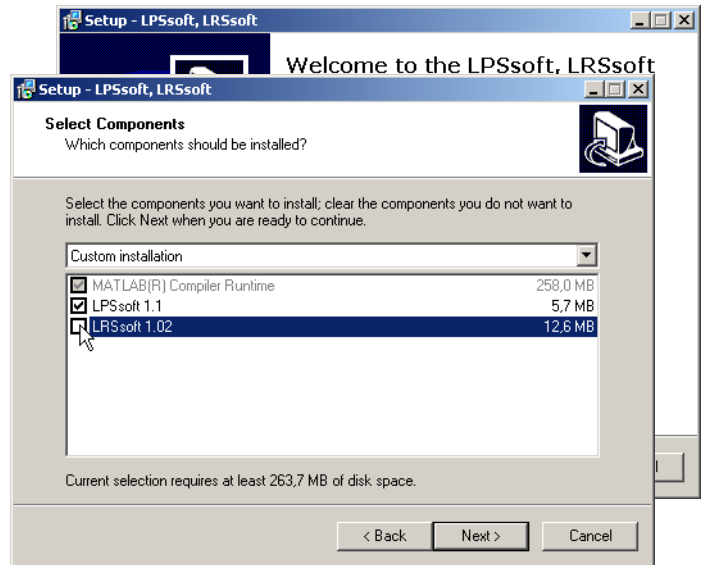 Setup - LPSsoft, LRSsoft
Welcome to the LPSsoft, LRSsoft
Setup - LPSsoft, LRSsoft
Select Components
Which components should be installed?
Select the components you want to install; clear the components you do not want to
install. Click Next when you are ready to continue.
Custom installation
MATLAB(R) Compiler Runtime 258,0 MB
LPSsoft 1.1 5,7 MB
LRSsoft 1.02 12,6 MB
Current selection requires at least 263,7 MB of disk space.
< Back Next > Cancel